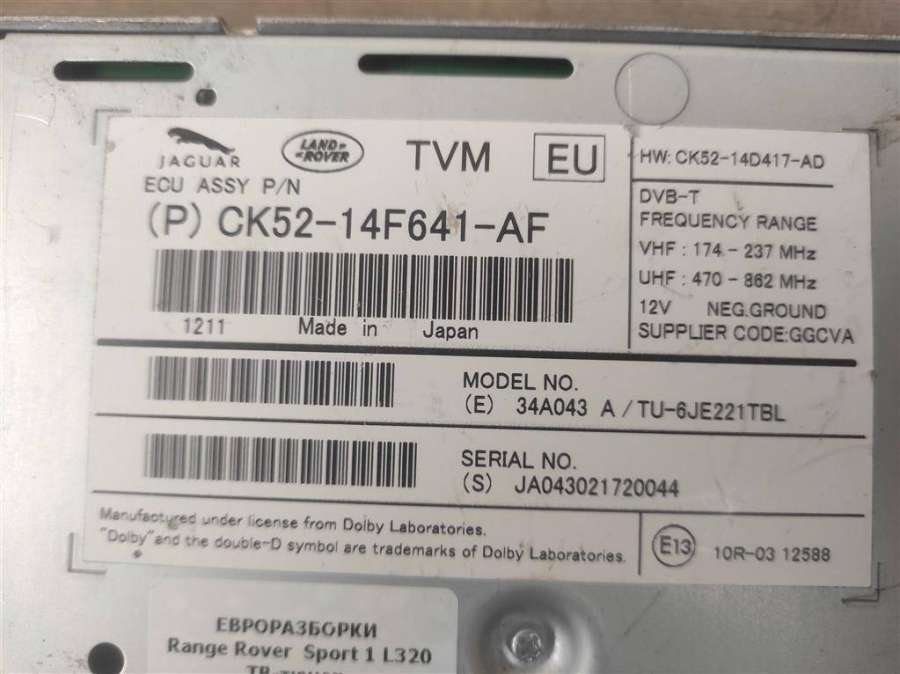 JAGUAR
LAND ROVER
TVM
EU
HW: CK52-14D417-AD
ECU ASSY P/N
(P) CK52-14F641-AF
DVB-T
FREQUENCY RANGE
VHF : 174 - 237 MHz
UHF : 470 - 862 MHz
12V NEG.GROUND
SUPPLIER CODE:GGCVA
1211 Made in Japan
MODEL NO.
(E) 34A043 A / TU-6JE221TBL
SERIAL NO.
(S) JA043021720044
Manufactured under license from Dolby Laboratories.
"Dolby" and the double-D symbol are trademarks of Dolby Laboratories.
E13
10R-03 12588
ЕВРОРАЗБОРКИ
Range Rover Sport 1 L320